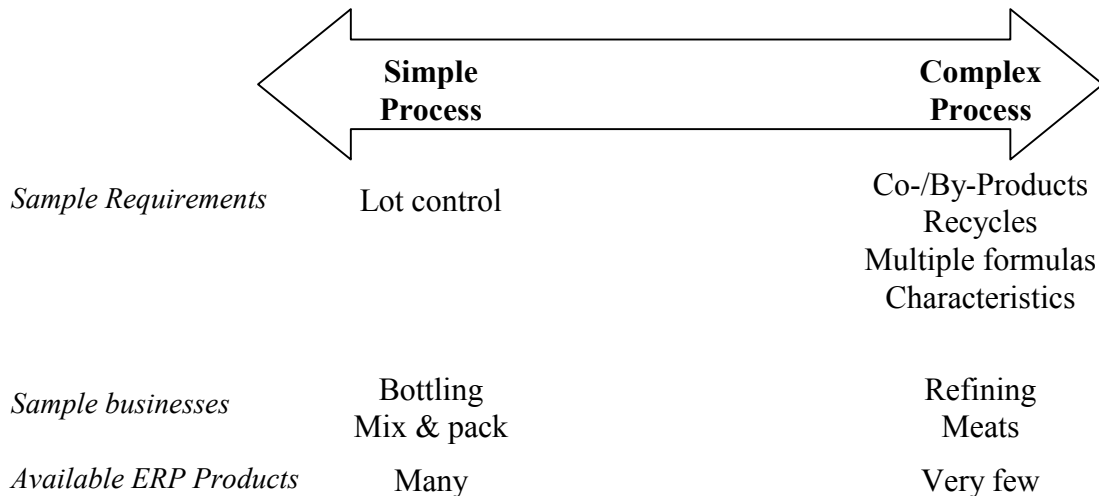 Simple Complex
Process Process
Sample Requirements Lot control Co-/By-Products
Recycles
Multiple formulas
Characteristics
Sample businesses Bottling Refining
Mix & pack Meats
Available ERP Products Many Very few